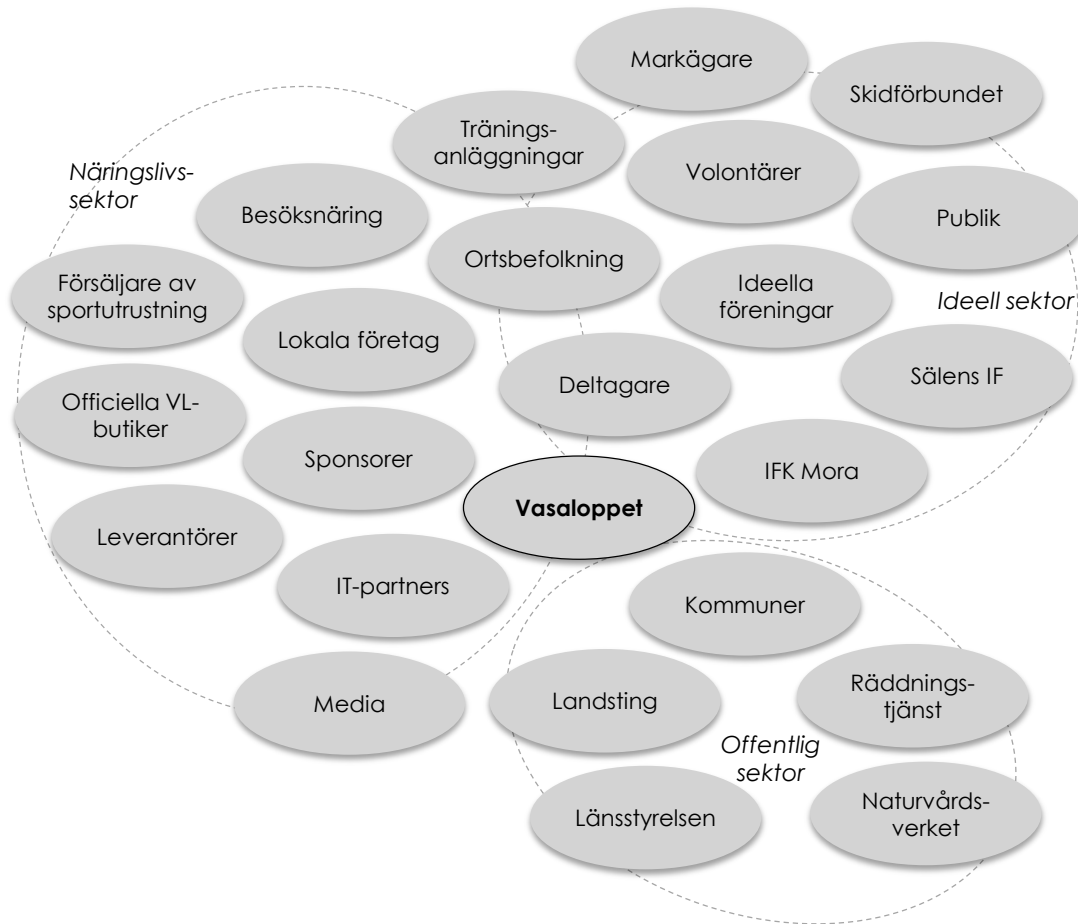 Markägare
Skidförbundet
Tränings-
anläggningar
Volontärer
Näringslivs-
sektor
Besöksnäring
Publik
Ortsbefolkning
Försäljare av
sportutrustning
Ideella
föreningar
Ideell sektor
Lokala företag
Sälens IF
Deltagare
Officiella VL-
butiker
Sponsorer
IFK Mora
Vasaloppet
Leverantörer
IT-partners
Kommuner
Media
Landsting
Räddnings-
tjänst
Offentlig
sektor
Länsstyrelsen
Naturvårds-
verket